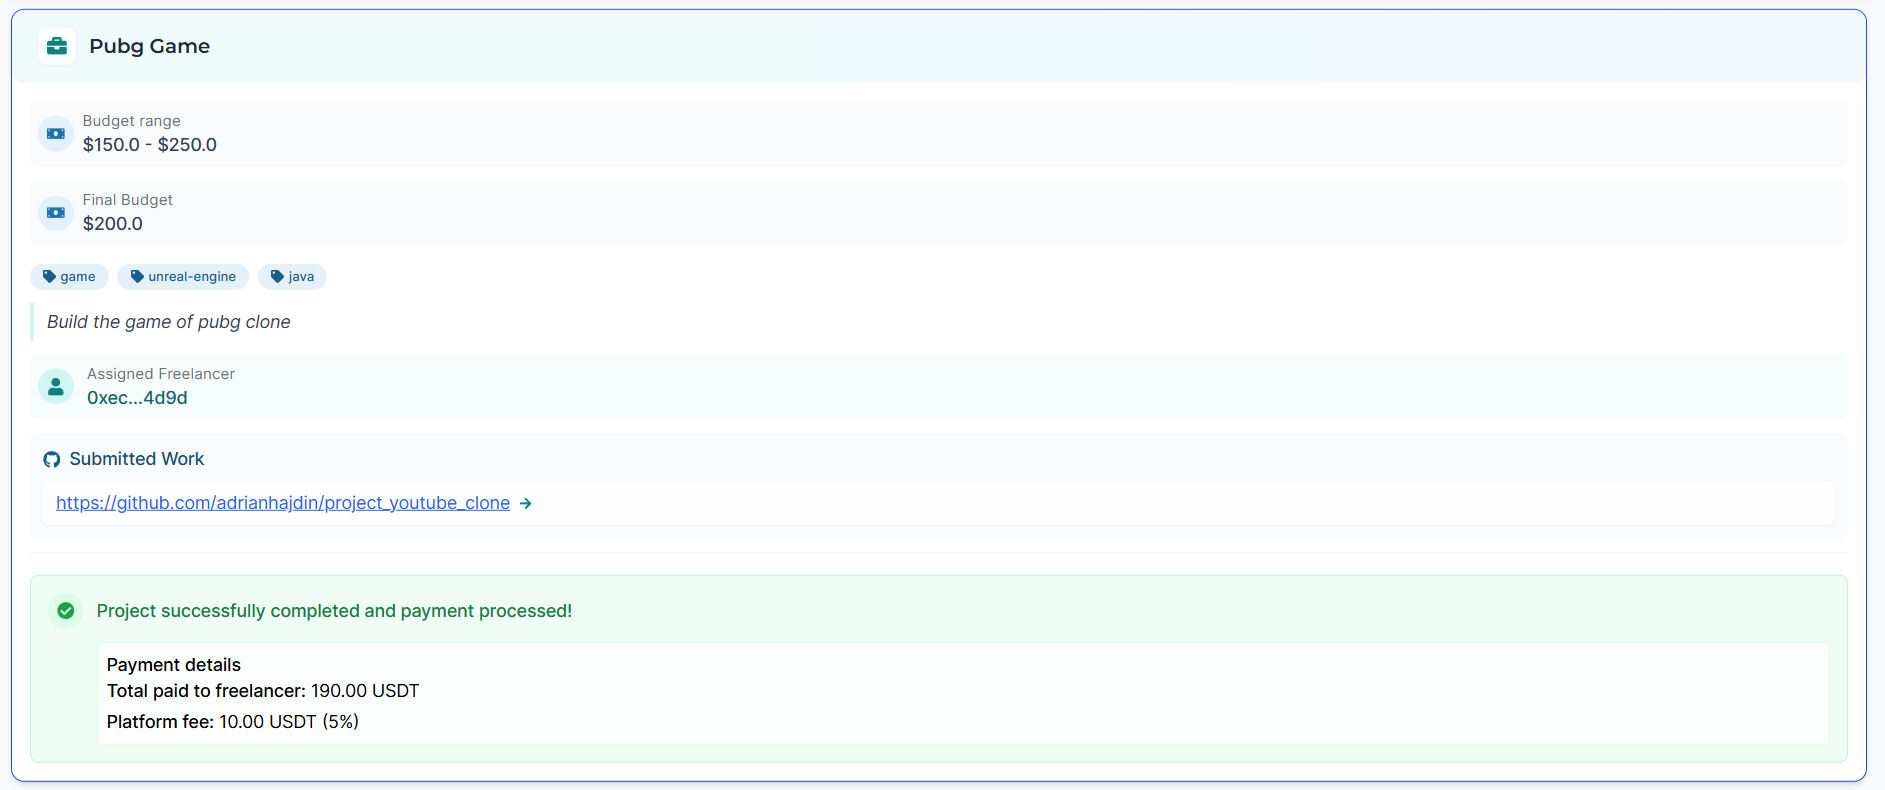 Pubg Game
Budget range
$150.0 - $250.0
Final Budget
$200.0
game unreal-engine java
Build the game of pubg clone
Assigned Freelancer
0xec...4d9d
Submitted Work
https://github.com/adrianhajdin/project_youtube_clone →
Project successfully completed and payment processed!
Payment details
Total paid to freelancer: 190.00 USDT
Platform fee: 10.00 USDT (5%)